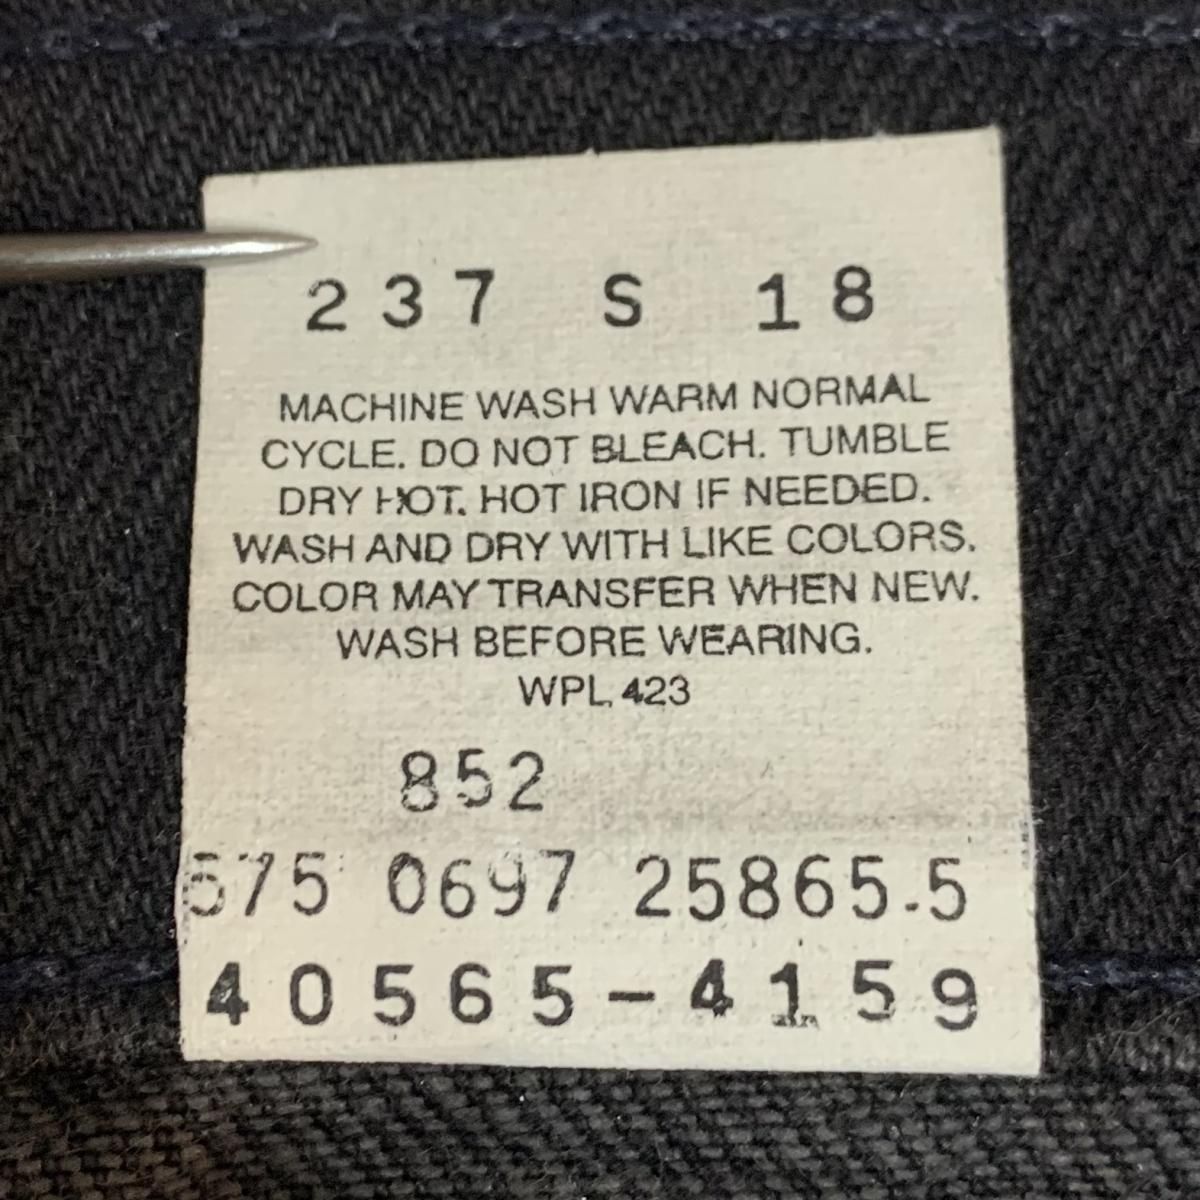 237 S 18
MACHINE WASH WARM NORMAL
CYCLE. DO NOT BLEACH. TUMBLE
DRY HOT. HOT IRON IF NEEDED.
WASH AND DRY WITH LIKE COLORS.
COLOR MAY TRANSFER WHEN NEW.
WASH BEFORE WEARING.
WPL 423
852
575 0697 25865.5
40565-4159